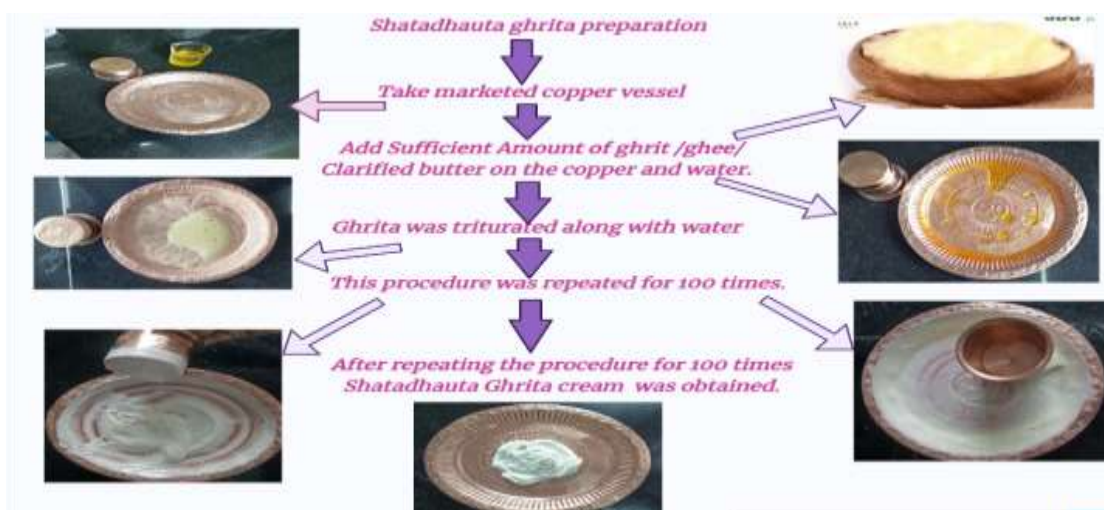 Shatadhauta ghrita preparation
Take marketed copper vessel
Add Sufficient Amount of ghrit /ghee/
Clarified butter on the copper and water.
Ghrita was triturated along with water
This procedure was repeated for 100 times.
After repeating the procedure for 100 times
Shatadhauta Ghrita cream was obtained.